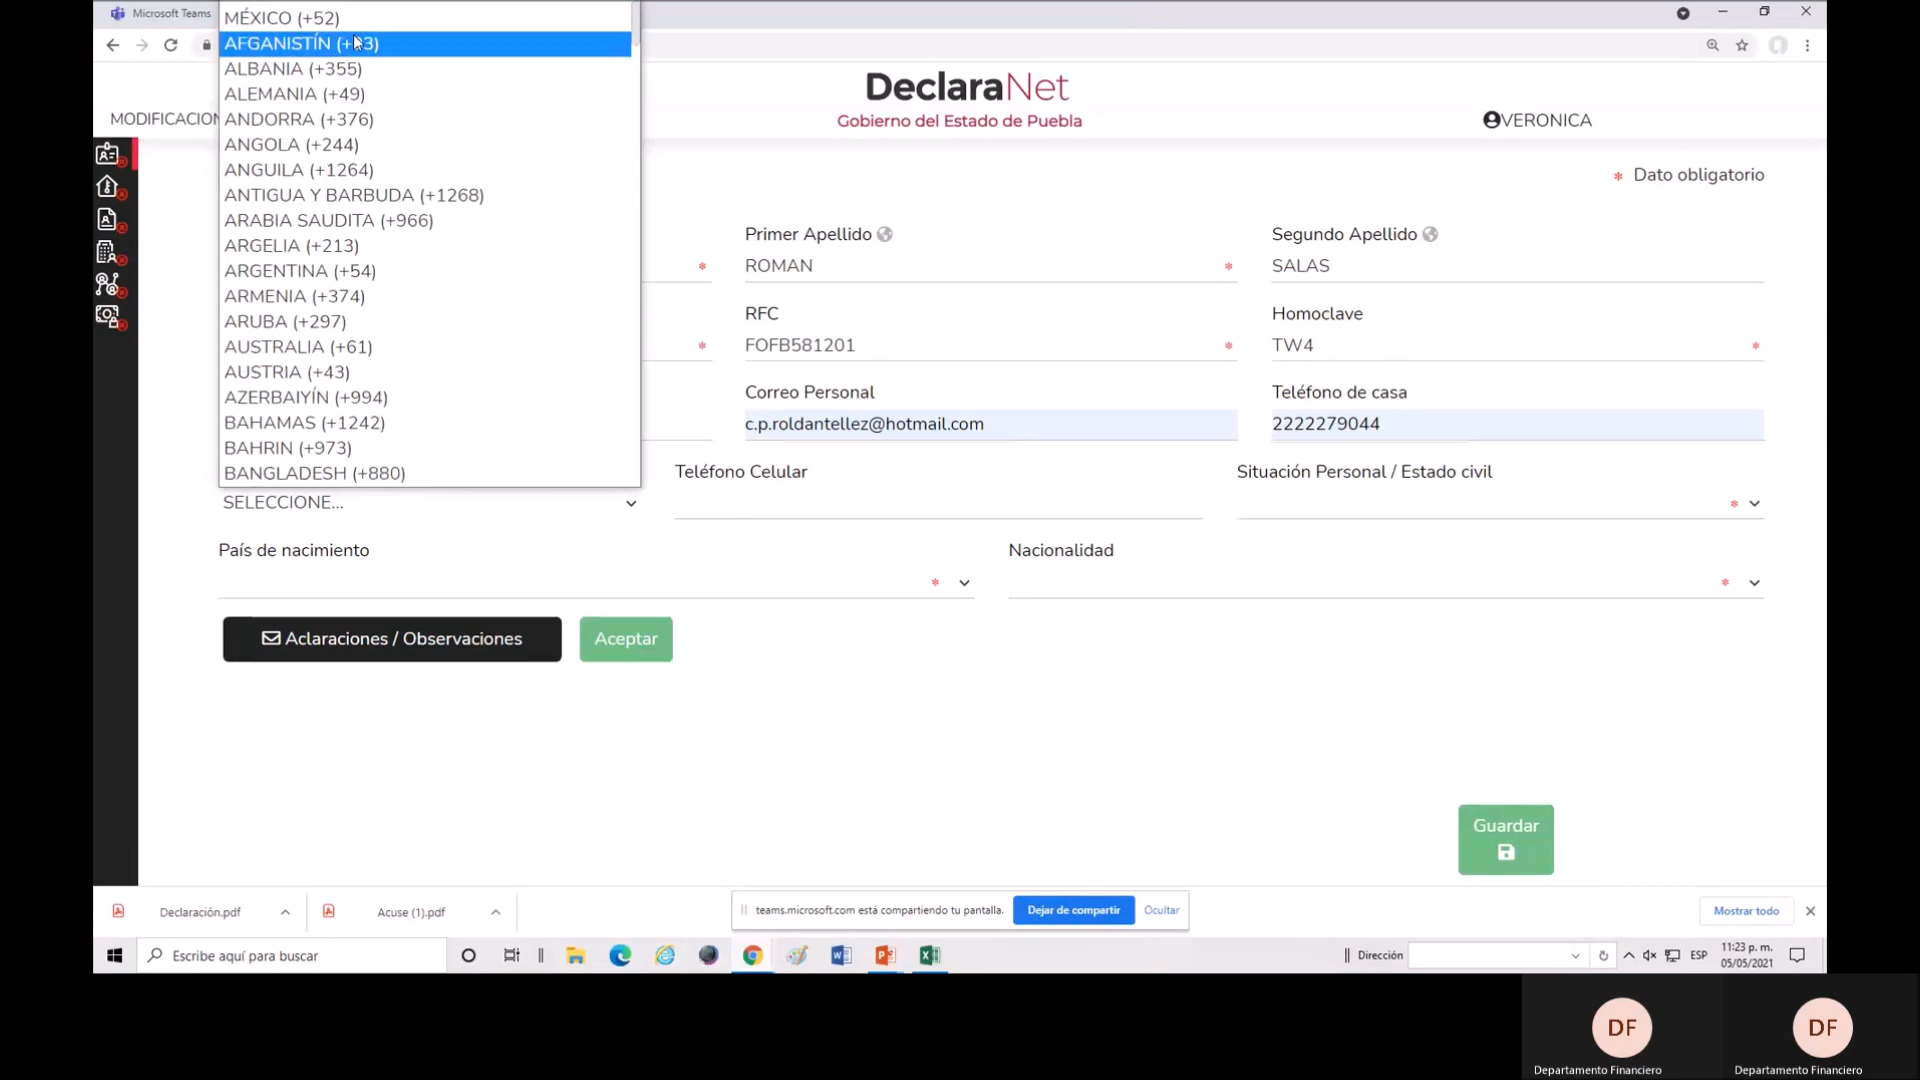 Microsoft Teams
MÉXICO (+52)
AFGANISTÍN (+93)
ALBANIA (+355)
ALEMANIA (+49)
ANDORRA (+376)
ANGOLA (+244)
ANGUILA (+1264)
ANTIGUA Y BARBUDA (+1268)
ARABIA SAUDITA (+966)
ARGELIA (+213)
ARGENTINA (+54)
ARMENIA (+374)
ARUBA (+297)
AUSTRALIA (+61)
AUSTRIA (+43)
AZERBAIYÍN (+994)
BAHAMAS (+1242)
BAHRIN (+973)
BANGLADESH (+880)
SELECCIONE...
DeclaraNet
Gobierno del Estado de Puebla
MODIFICACION
VERONICA
* Dato obligatorio
Primer Apellido
Segundo Apellido
* ROMAN *
SALAS
RFC
Homoclave
* FOFB581201 *
TW4 *
Correo Personal
Teléfono de casa
c.p.roldantellez@hotmail.com
2222279044
Teléfono Celular
Situación Personal / Estado civil
*
País de nacimiento
Nacionalidad
* *
Aclaraciones / Observaciones
Aceptar
Guardar
Declaración.pdf
Acuse (1).pdf
teams.microsoft.com está compartiendo tu pantalla.
Dejar de compartir
Ocultar
Mostrar todo
Escribe aquí para buscar
Dirección
ESP
11:23 p. m.
05/05/2021
DF
DF
Departamento Financiero
Departamento Financiero